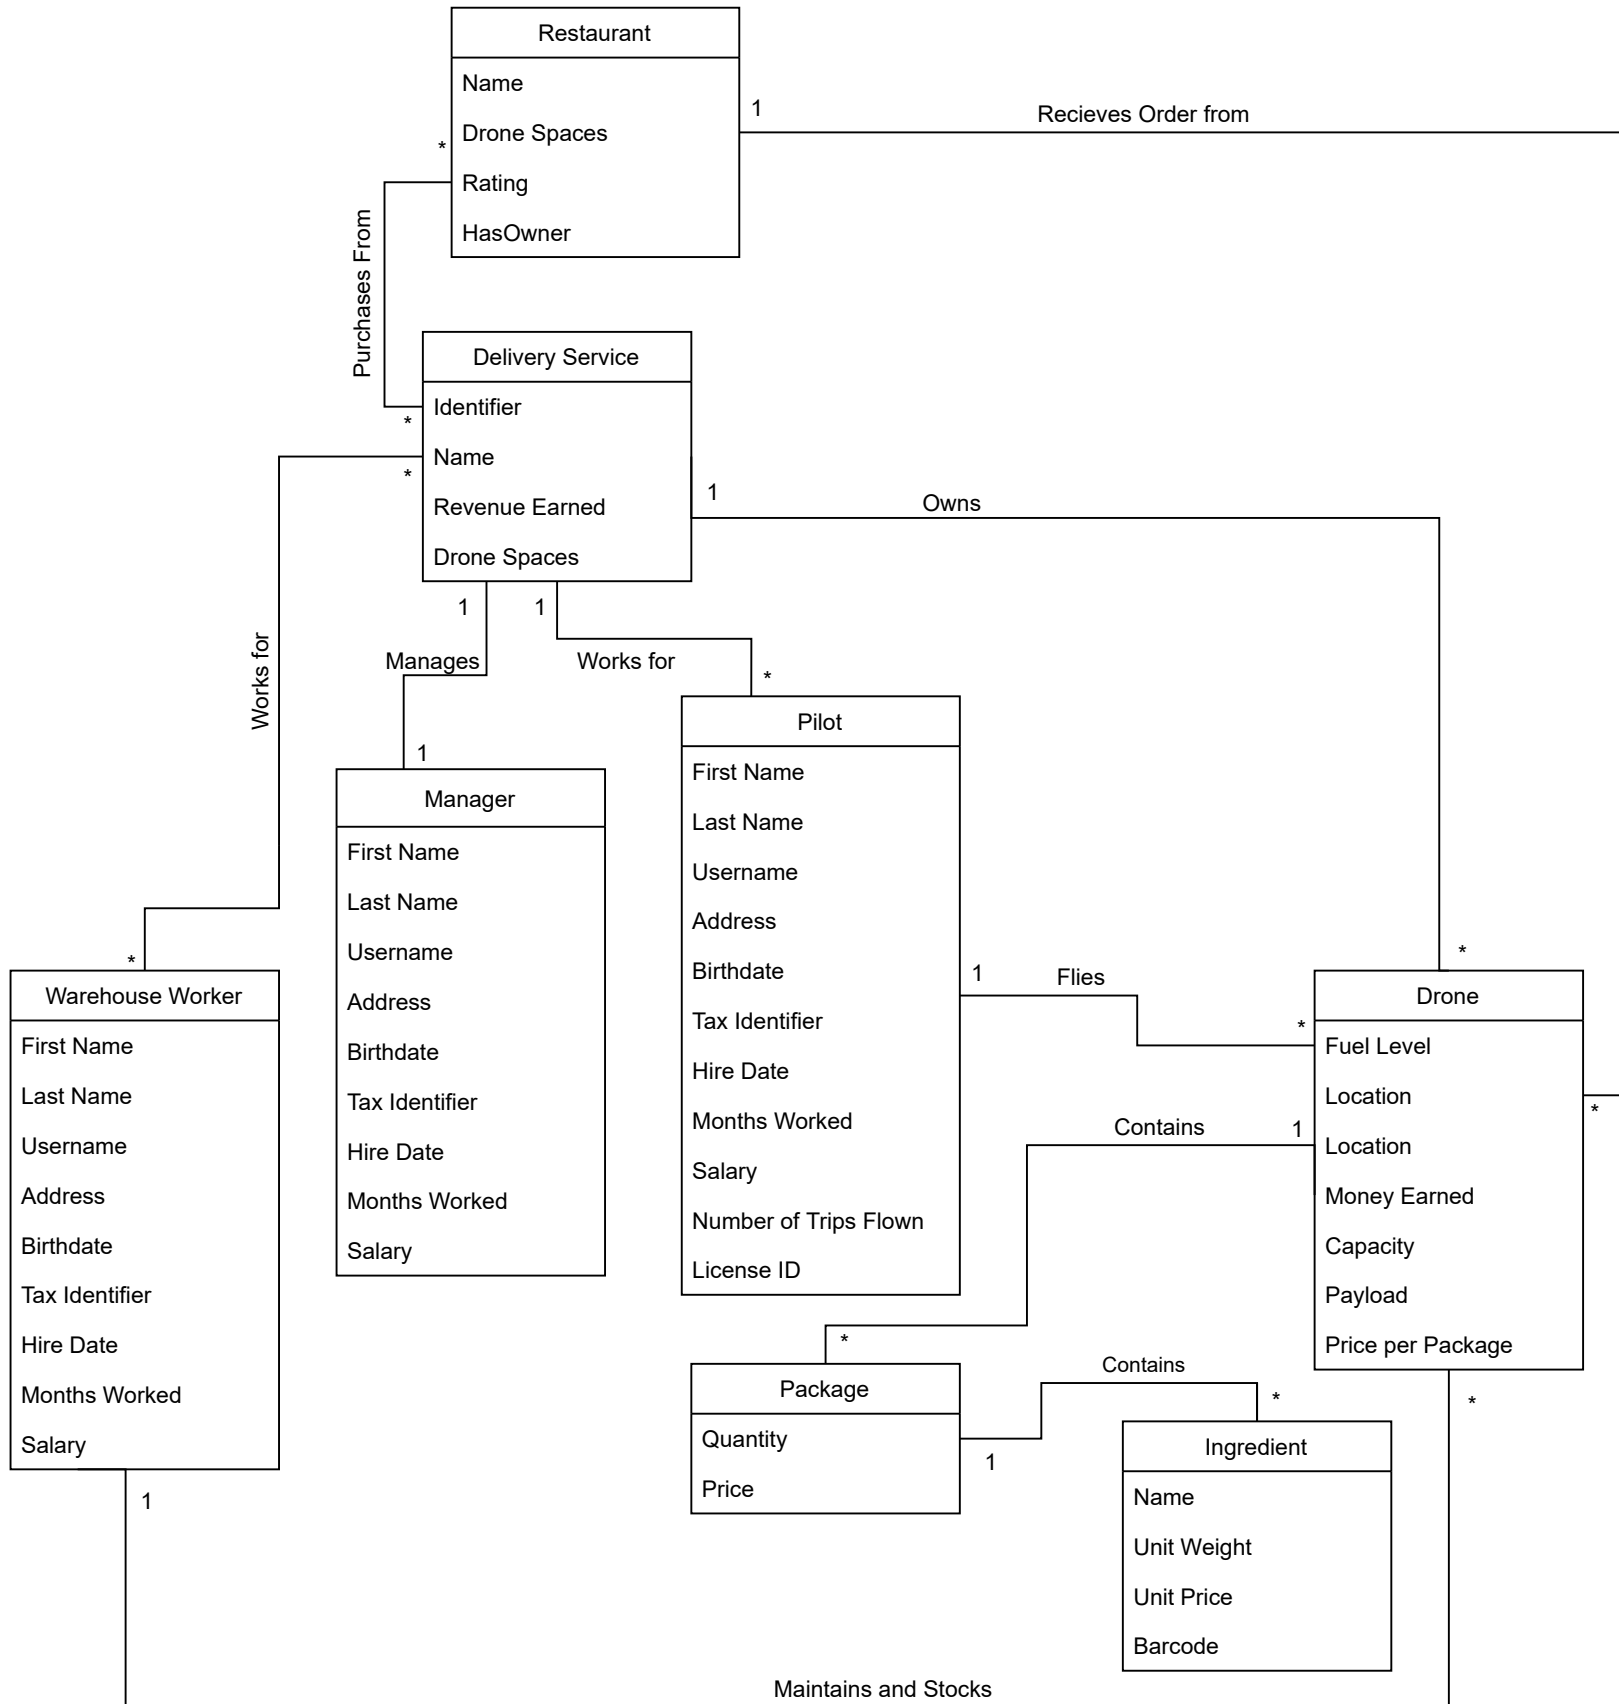 Restaurant
Name
Drone Spaces
Rating
HasOwner
1
Recieves Order from
*
Purchases From
*
Delivery Service
Identifier
Name
Revenue Earned
Drone Spaces
*
1
Owns
1
1
Works for
Manages
Works for
*
1
Pilot
First Name
Last Name
Username
Address
Birthdate
Tax Identifier
Hire Date
Months Worked
Salary
Number of Trips Flown
License ID
Manager
First Name
Last Name
Username
Address
Birthdate
Tax Identifier
Hire Date
Months Worked
Salary
*
Warehouse Worker
First Name
Last Name
Username
Address
Birthdate
Tax Identifier
Hire Date
Months Worked
Salary
1
1
Flies
*
*
Drone
Fuel Level
Location
Location
Money Earned
Capacity
Payload
Price per Package
*
Contains
1
*
Package
Quantity
Price
Contains
1
*
*
Ingredient
Name
Unit Weight
Unit Price
Barcode
Maintains and Stocks